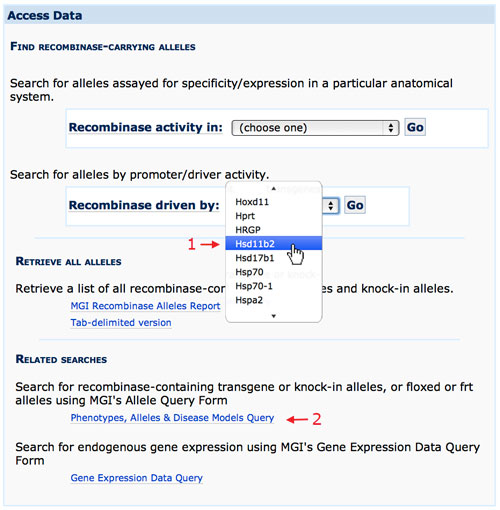 Access Data
FIND RECOMBINASE-CARRYING ALLELES
Search for alleles assayed for specificity/expression in a particular anatomical
system.
Recombinase activity in: (choose one) Go
Search for alleles by promoter/driver activity.
Recombinase driven by: Go
Hoxd11
Hprt
HRGP
1 Hsd11b2
Hsd17b1
Hsp70
Hsp70-1
Hspa2
RETRIEVE ALL ALLELES
Retrieve a list of all recombinase-con es and knock-in alleles.
MGI Recombinase Alleles Report or knock
Tab-delimited version
RELATED SEARCHES
Search for recombinase-containing transgene or knock-in alleles, or floxed or frt
alleles using MGI's Allele Query Form
Phenotypes, Alleles & Disease Models Query 2
Search for endogenous gene expression using MGI's Gene Expression Data Query
Form
Gene Expression Data Query